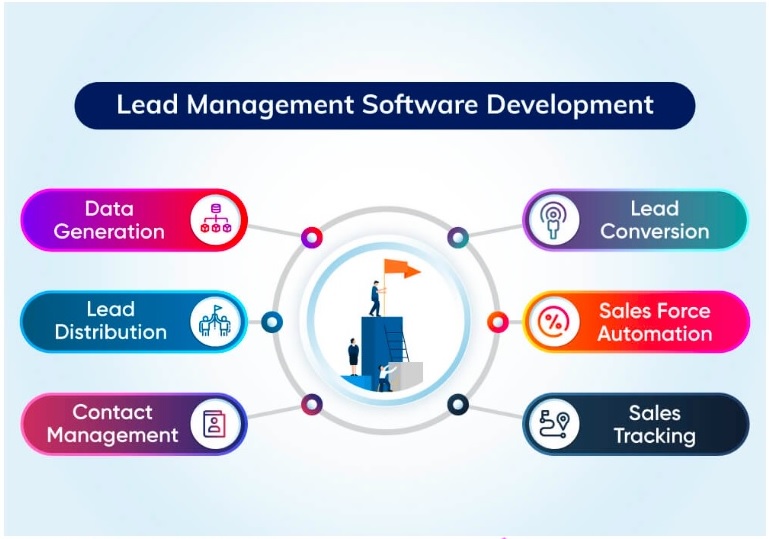 Lead Management Software Development
Data
Generation
Lead
Distribution
Contact
Management
Lead
Conversion
Sales Force
Automation
Sales
Tracking